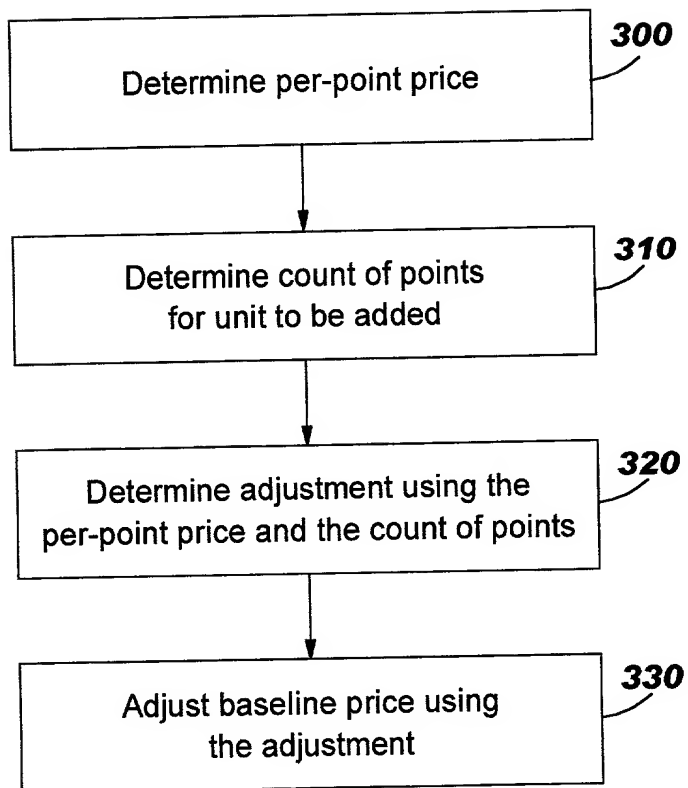 300
Determine per-point price
310
Determine count of points
for unit to be added
320
Determine adjustment using the
per-point price and the count of points
330
Adjust baseline price using
the adjustment